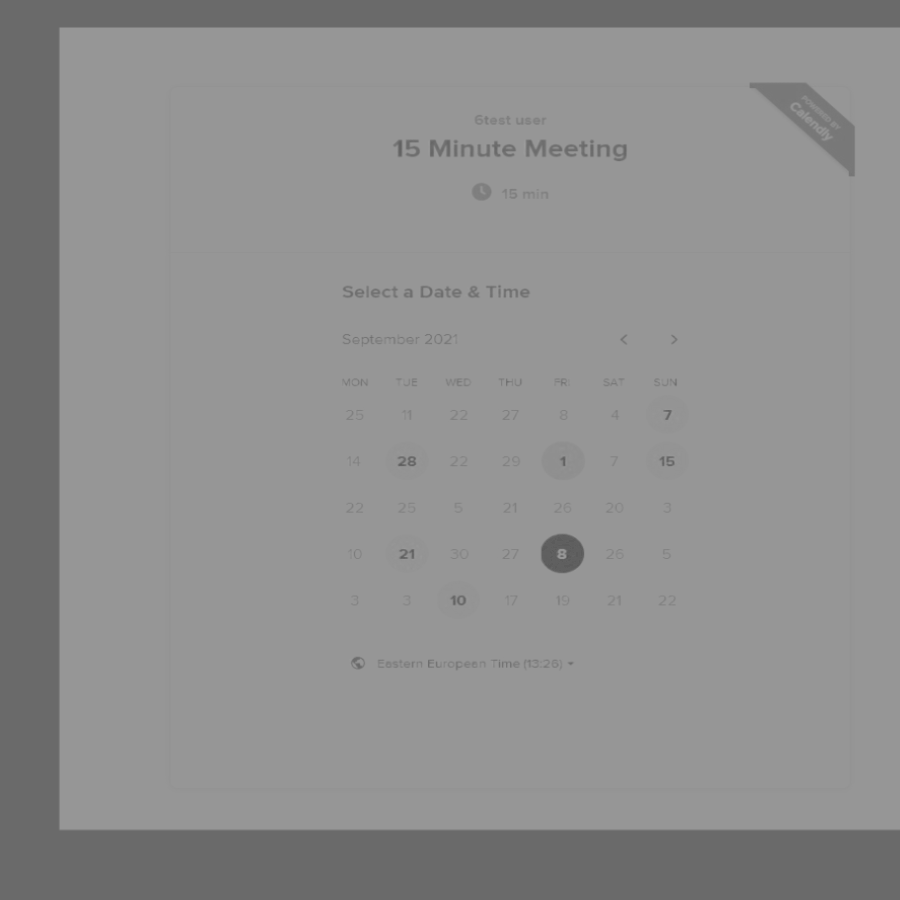 POWERED BY
Calendly
6test user
15 Minute Meeting
15 min
Select a Date & Time
September 2021
MON TUE WED THU FRI SAT SUN
25 11 22 27 8 4 7
14 28 22 29 1 7 15
22 25 5 21 26 20 3
10 21 30 27 8 26 5
3 3 10 17 19 21 22
Eastern European Time (13:26)